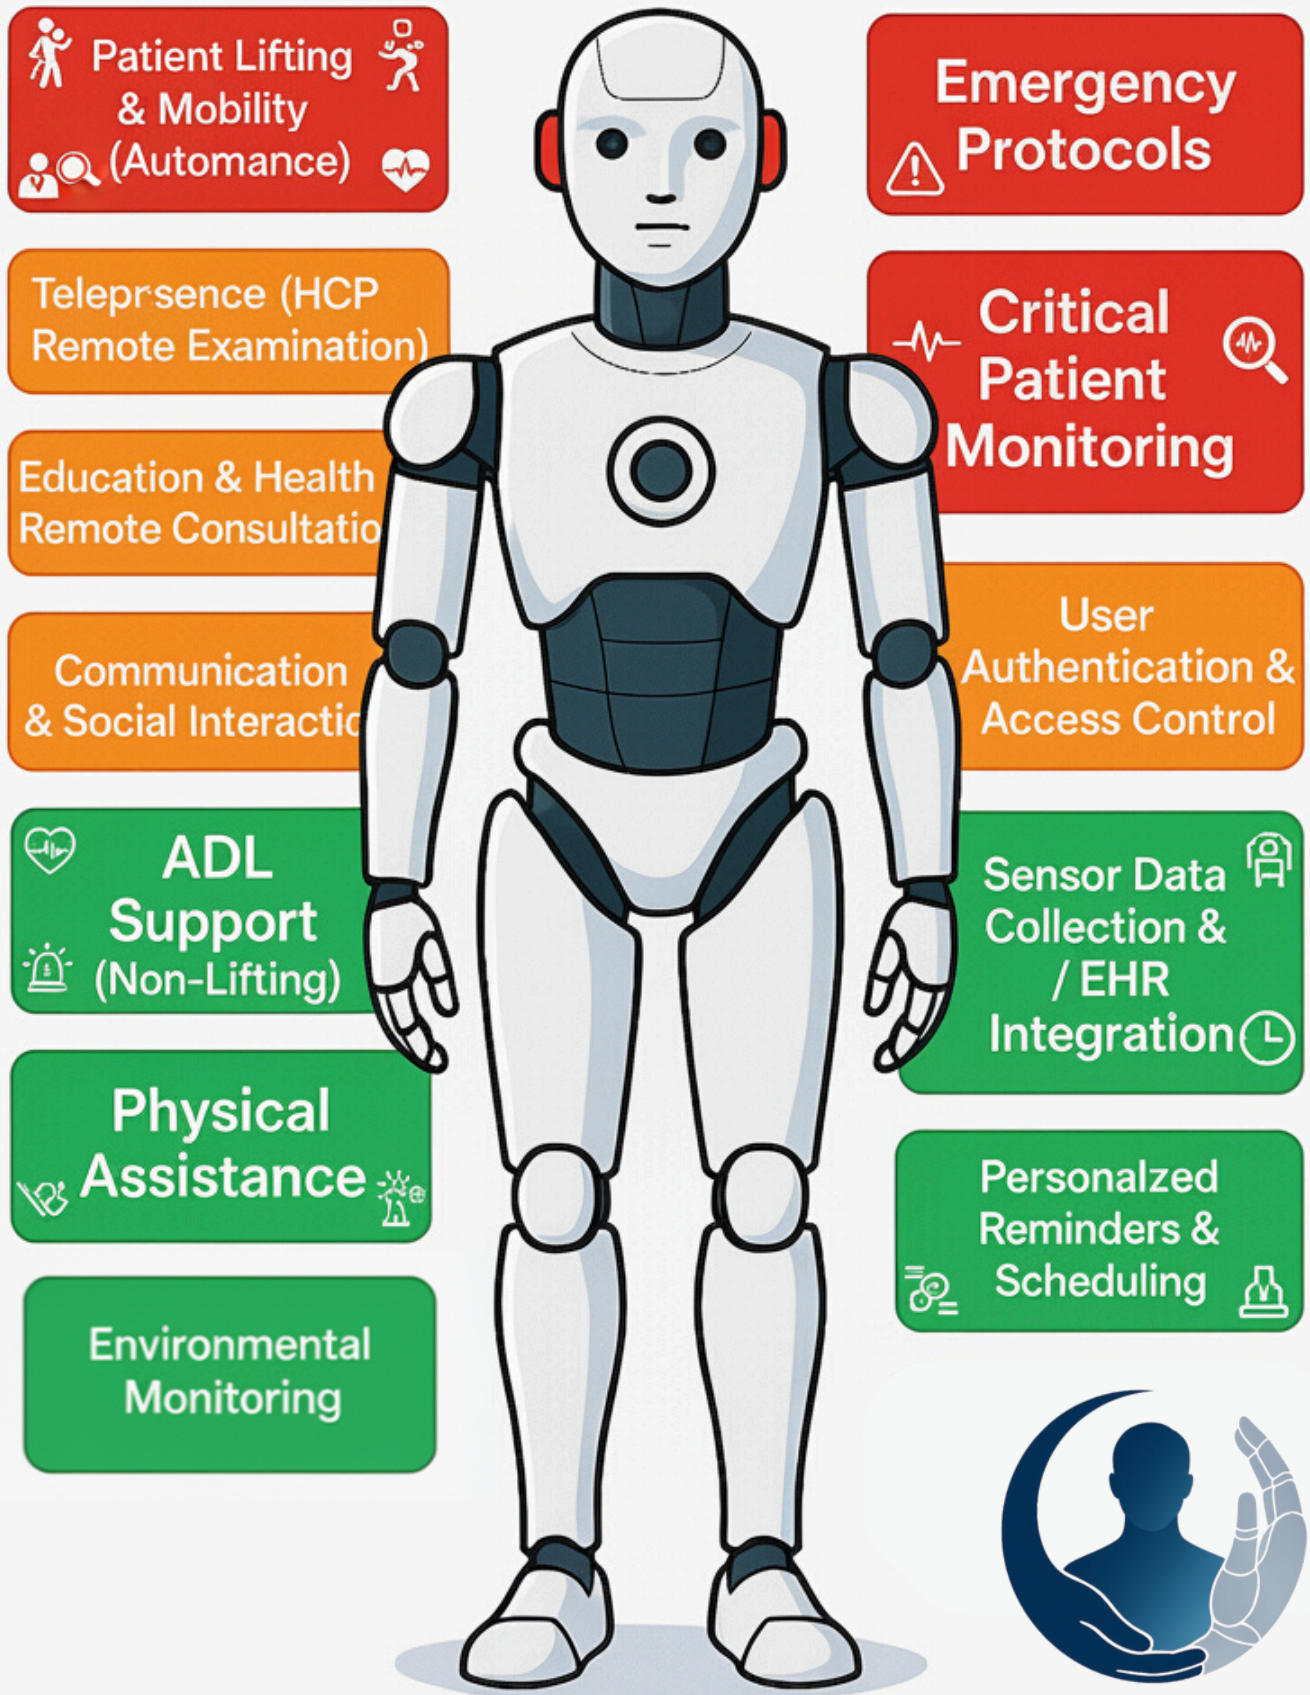 Patient Lifting
& Mobility
(Automance)
Telepresence (HCP
Remote Examination)
Education & Health
Remote Consultatio
Communication
& Social Interactic
ADL
Support
(Non-Lifting)
Physical
Assistance
Environmental
Monitoring
Emergency
Protocols
Critical
Patient
Monitoring
User
Authentication &
Access Control
Sensor Data
Collection &
/ EHR
Integration
Personalzed
Reminders &
Scheduling